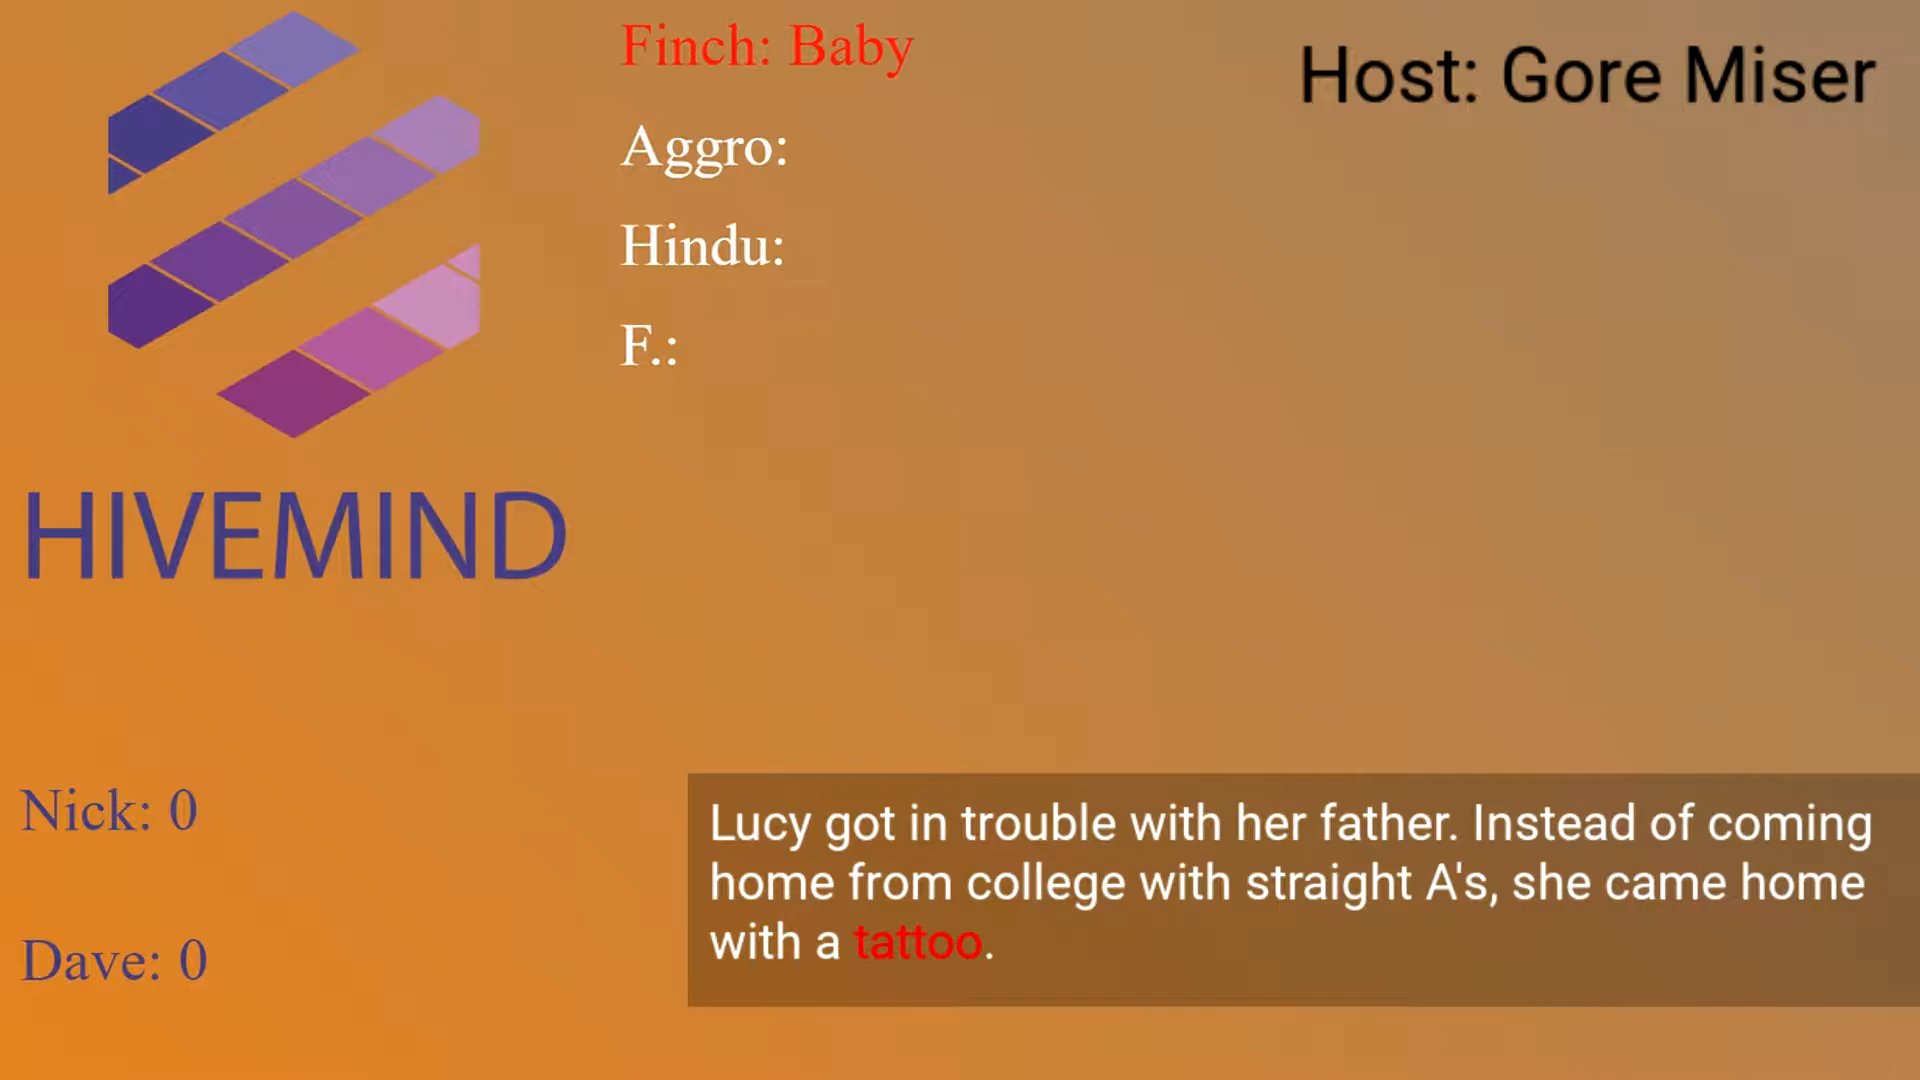 Finch: Baby
Host: Gore Miser
Aggro:
Hindu:
F.:
HIVEMIND
Nick: 0
Dave: 0
Lucy got in trouble with her father. Instead of coming
home from college with straight A's, she came home
with a tattoo.